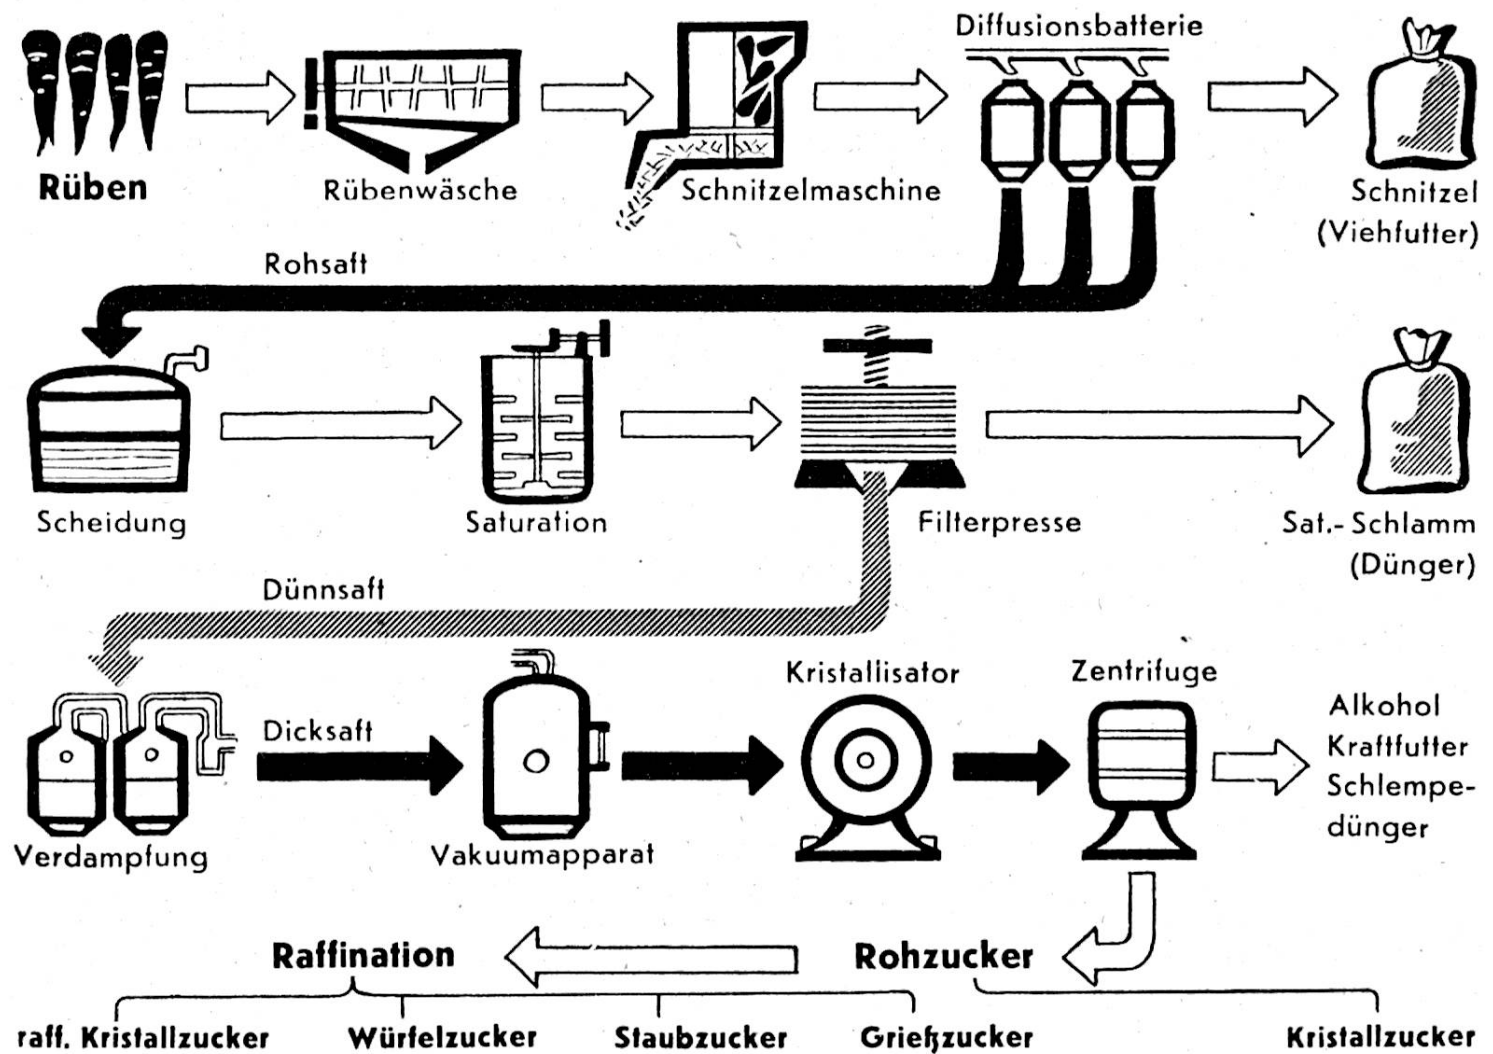 Diffusionsbatterie
Rüben
Rübenwäsche
Schnitzelmaschine
Schnitzel
(Viehfutter)
Rohsaft
Scheidung
Saturation
Filterpresse
Sat.-Schlamm
(Dünger)
Dünnsaft
Kristallisator
Zentrifuge
Dicksaft
Alkohol
Kraftfutter
Schlempe-
dünger
Verdampfung
Vakuumapparat
Raffination
Rohzucker
raff. Kristallzucker
Würfelzucker
Staubzucker
Grießzucker
Kristallzucker